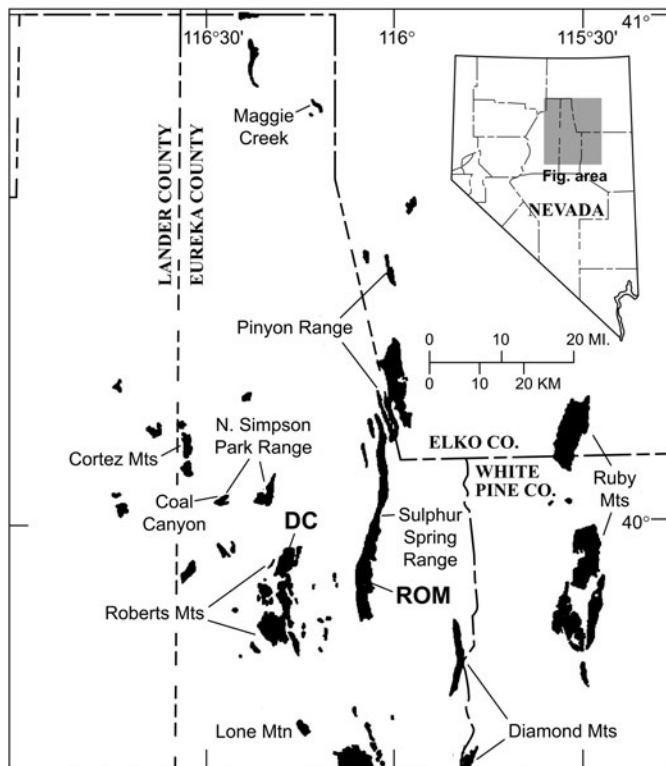 116°30'
116°
115°30'
41°
Maggie
Creek
LANDER COUNTY
EUREKA COUNTY
Fig. area
NEVADA
Pinyon Range
0 10 20 MI.
0 10 20 KM
N. Simpson
Park Range
Cortez Mts
Coal
Canyon
ELKO CO.
WHITE
PINE CO.
Ruby
Mts
DC
Sulphur
Spring
Range
40°
Roberts Mts
ROM
Lone Mtn
Diamond Mts